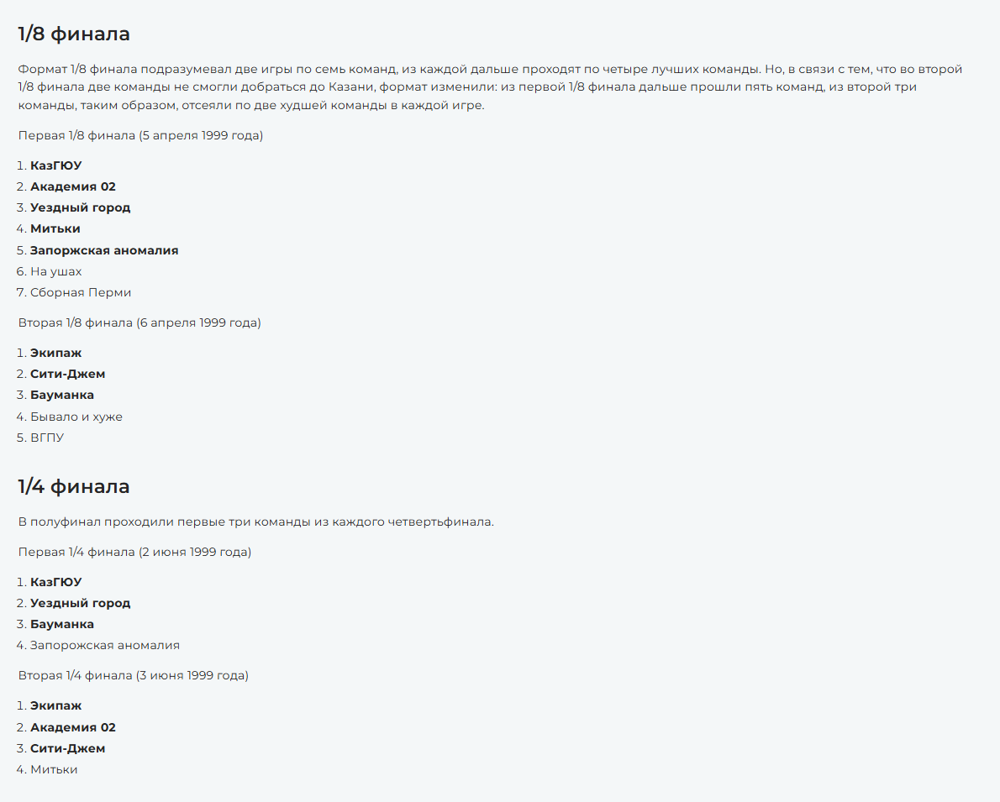 1/8 финала
Формат 1/8 финала подразумевал две игры по семь команд, из каждой дальше проходят по четыре лучших команды. Но, в связи с тем, что во второй
1/8 финала две команды не смогли добраться до Казани, формат изменили: из первой 1/8 финала дальше прошли пять команд, из второй три
команды, таким образом, отсеяли по две худшей команды в каждой игре.
Первая 1/8 финала (5 апреля 1999 года)
1. КазГЮУ
2. Академия 02
3. Уездный город
4. Митьки
5. Запоржская аномалия
6. На ушах
7. Сборная Перми
Вторая 1/8 финала (6 апреля 1999 года)
1. Экипаж
2. Сити-Джем
3. Бауманка
4. Бывало и хуже
5. ВГПУ
1/4 финала
В полуфинал проходили первые три команды из каждого четвертьфинала.
Первая 1/4 финала (2 июня 1999 года)
1. КазГЮУ
2. Уездный город
3. Бауманка
4. Запорожская аномалия
Вторая 1/4 финала (3 июня 1999 года)
1. Экипаж
2. Академия 02
3. Сити-Джем
4. Митьки